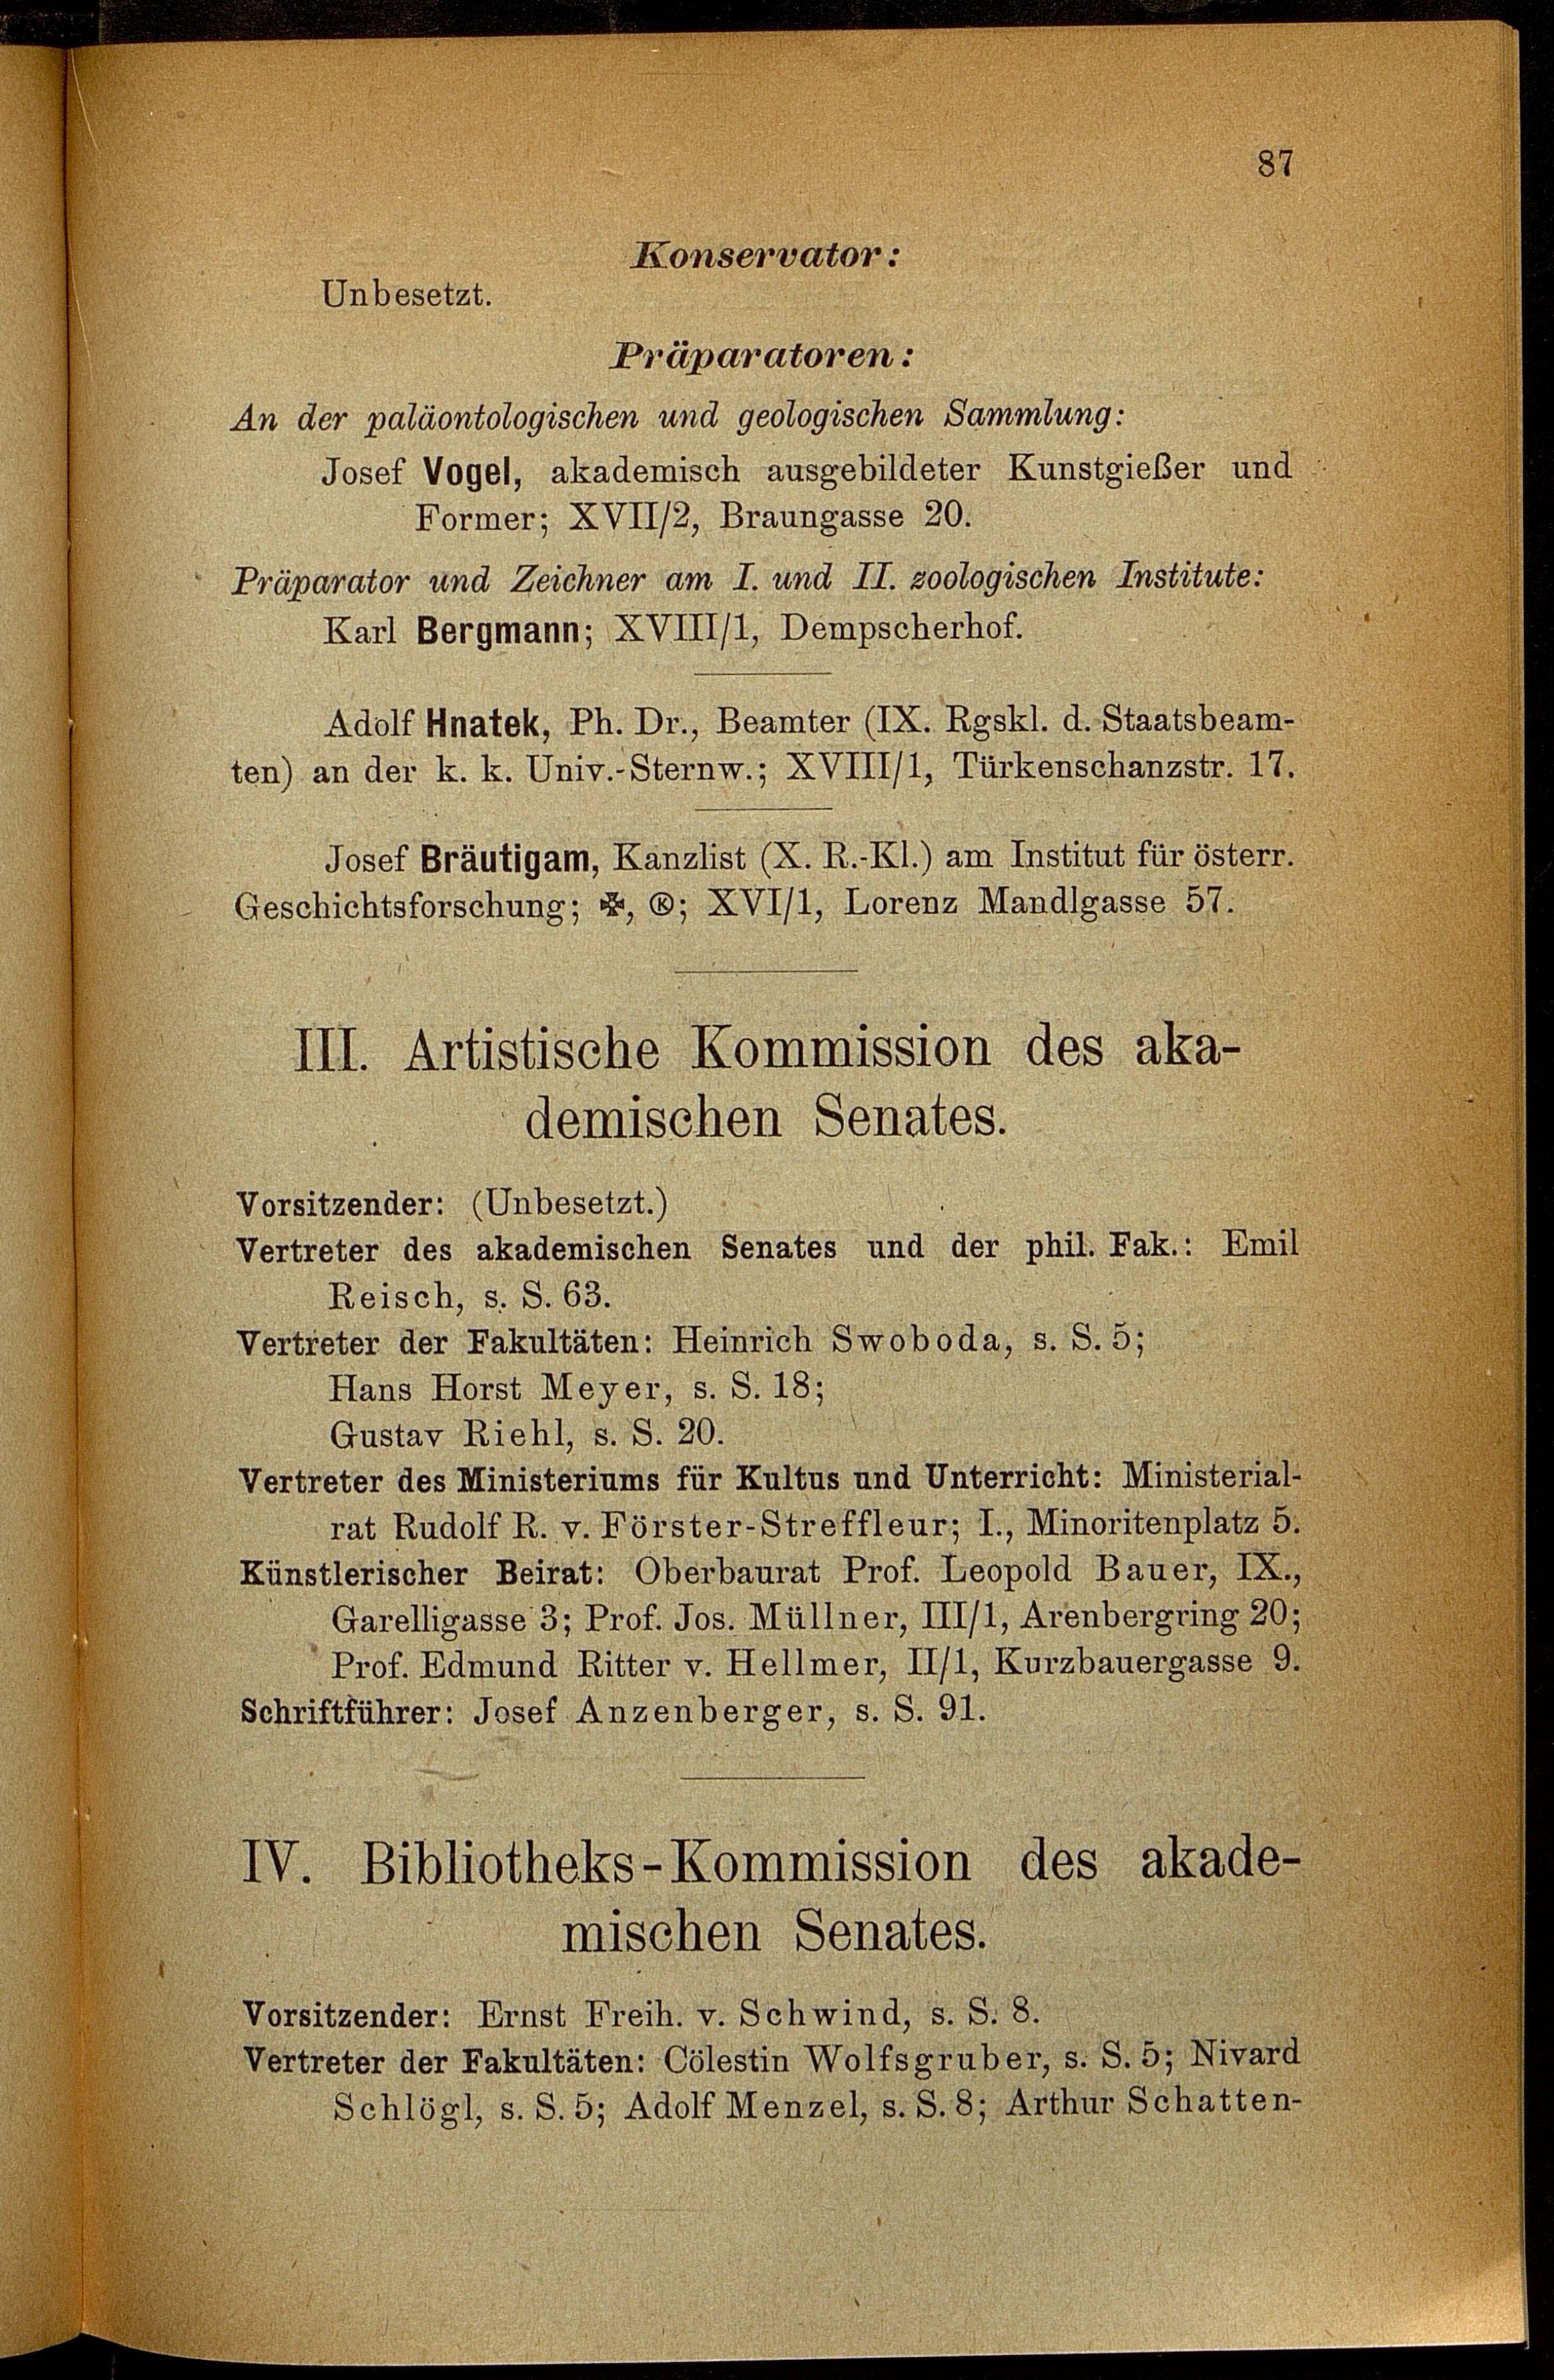 87
Konservator:
Unbesetzt.
Präparatoren:
An der paläontologischen und geologischen Sammlung:
Josef Vogel, akademisch ausgebildeter Kunstgießer und
Former; XVII/2, Braungasse 20.
Präparator und Zeichner am I. und II. zoologischen Institute:
Karl Bergmann; XVIII/1, Dempscherhof.
Adolf Hnatek, Ph. Dr., Beamter (IX. Rgskl. d. Staatsbeam-
ten) an der k. k. Univ.-Sternw.; XVIII/1, Türkenschanzstr. 17.
Josef Bräutigam, Kanzlist (X. R.-Kl.) am Institut für österr.
Geschichtsforschung; ✠, Ⓚ; XVI/1, Lorenz Mandlgasse 57.
III. Artistische Kommission des aka-
demischen Senates.
Vorsitzender: (Unbesetzt.)
Vertreter des akademischen Senates und der phil. Fak.: Emil
Reisch, s. S. 63.
Vertreter der Fakultäten: Heinrich Swoboda, s. S. 5;
Hans Horst Meyer, s. S. 18;
Gustav Riehl, s. S. 20.
Vertreter des Ministeriums für Kultus und Unterricht: Ministerial-
rat Rudolf R. v. Förster-Streffleur; I., Minoritenplatz 5.
Künstlerischer Beirat: Oberbaurat Prof. Leopold Bauer, IX.,
Garelligasse 3; Prof. Jos. Müllner, III/1, Arenbergring 20;
Prof. Edmund Ritter v. Hellmer, II/1, Kurzbauergasse 9.
Schriftführer: Josef Anzenberger, s. S. 91.
IV. Bibliotheks-Kommission des akade-
mischen Senates.
Vorsitzender: Ernst Freih. v. Schwind, s. S. 8.
Vertreter der Fakultäten: Cölestin Wolfsgruber, s. S. 5; Nivard
Schlögl, s. S. 5; Adolf Menzel, s. S. 8; Arthur Schatten-